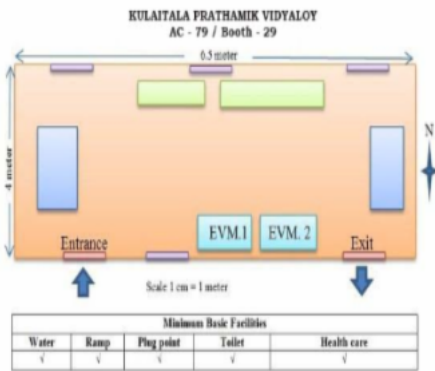 KULAITALA PRATHAMIK VIDYALOY
AC - 79 / Booth - 29
6.5 meter
4 meter
N
EVM.1 EVM. 2
Entrance Exit
Scale 1 cm = 1 meter
Minimum Basic Facilities
Water Ramp Plug point Toilet Health care
√ √ √ √ √